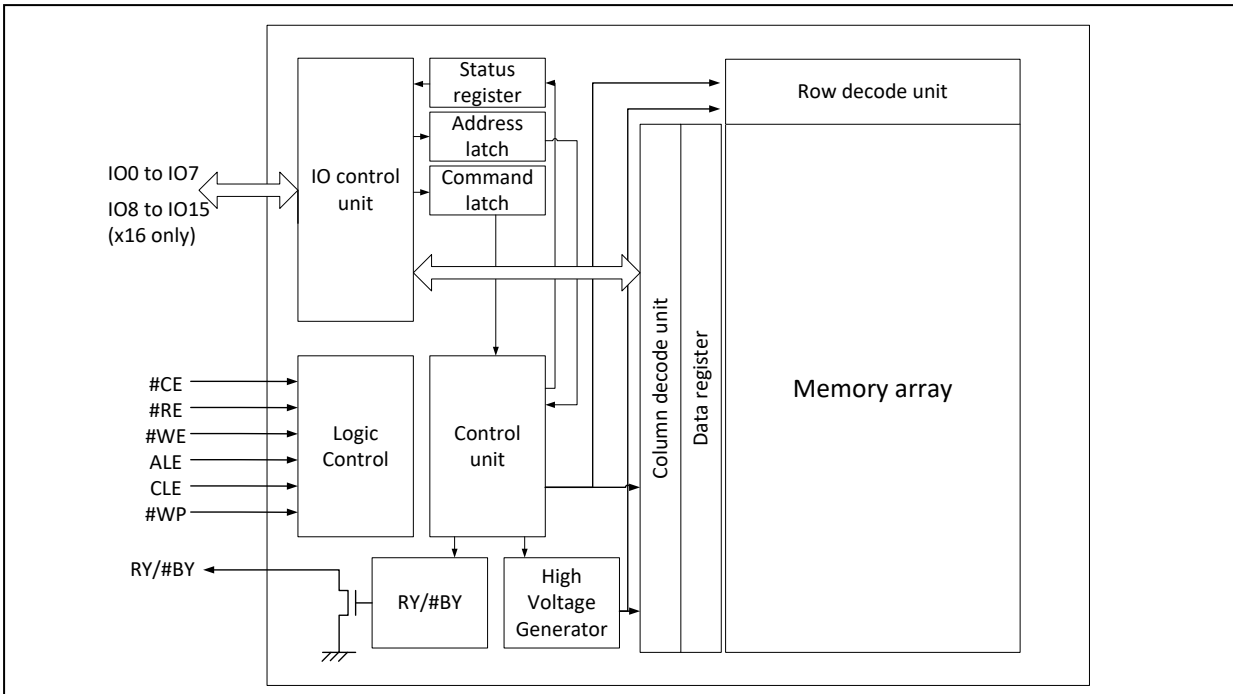 Status
register
Row decode unit
Address
latch
IO0 to IO7
IO control
unit
Command
latch
IO8 to IO15
(x16 only)
Column decode unit
Data register
Memory array
#CE
#RE
#WE
ALE
CLE
#WP
Logic
Control
Control
unit
RY/#BY
RY/#BY
High
Voltage
Generator